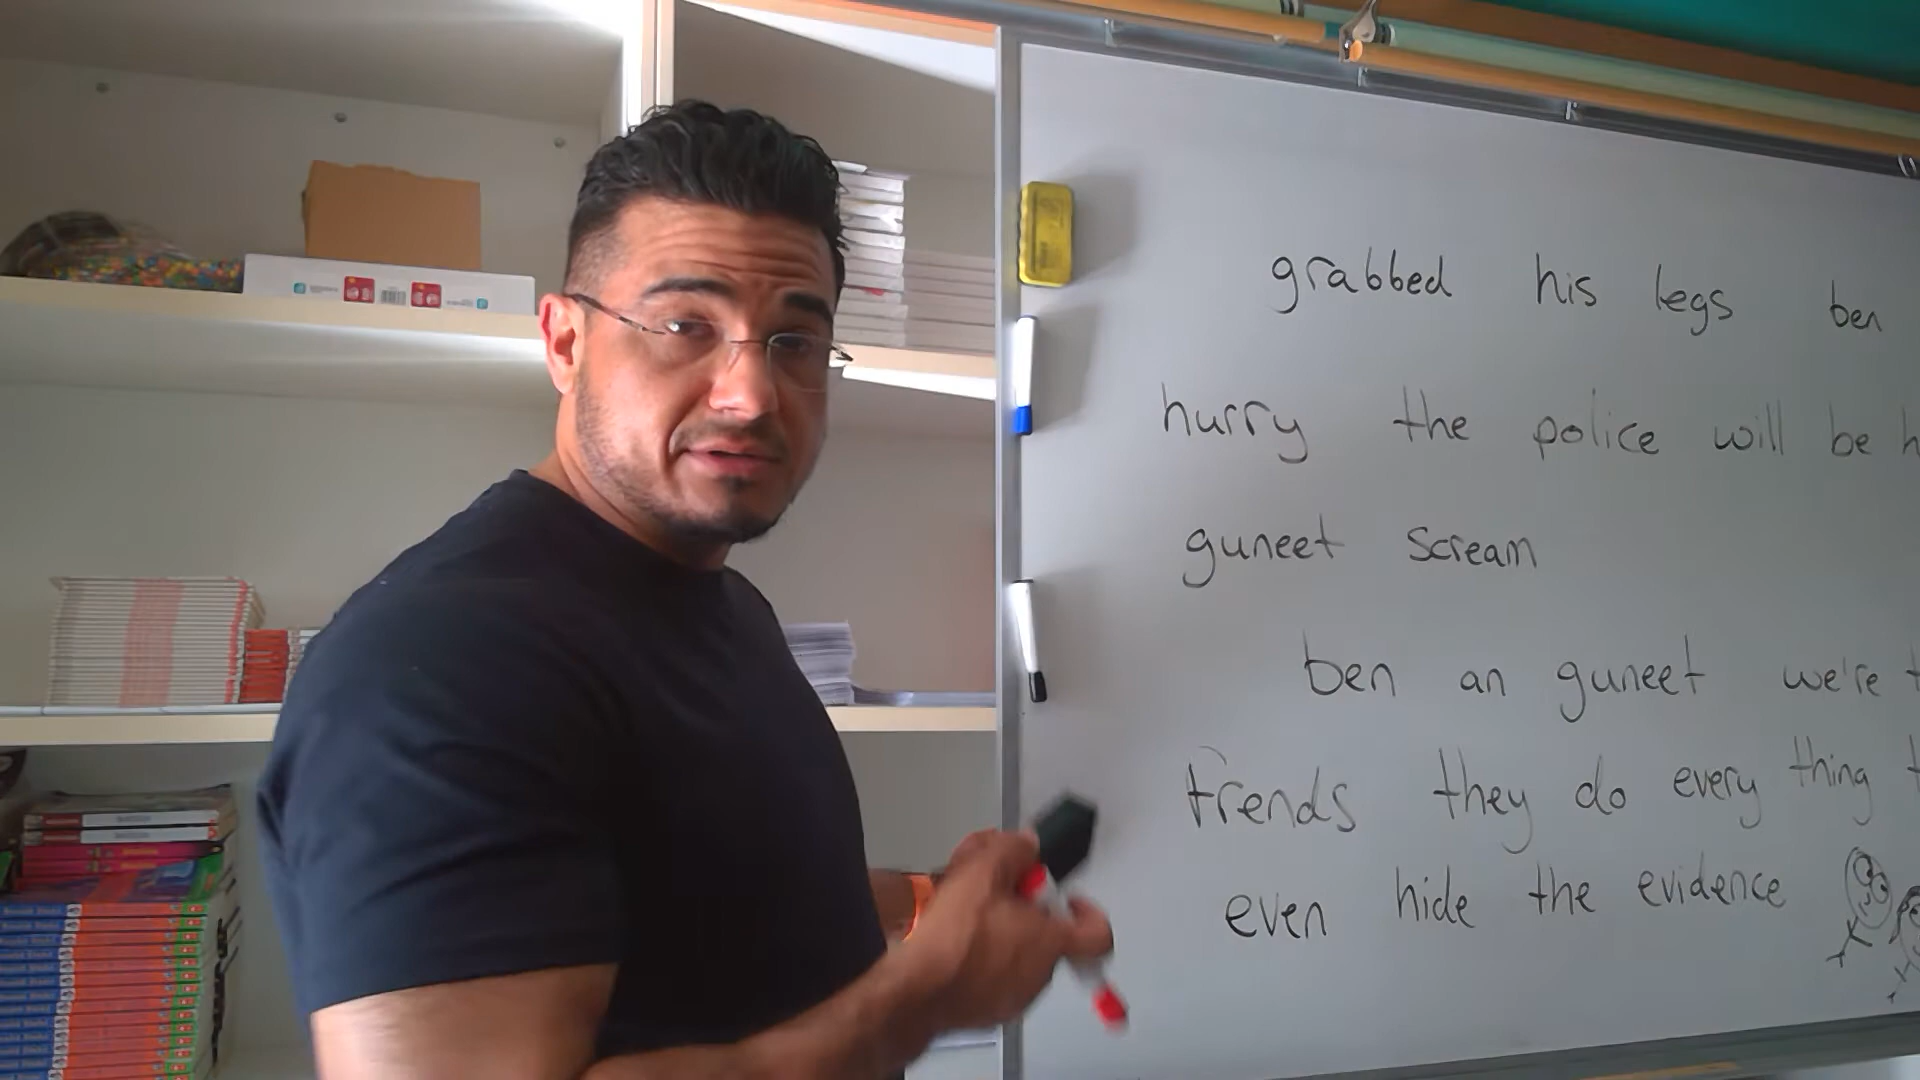 grabbed his legs ben
hurry the police will be
guneet scream
ben an guneet we're
frends they do every thing
even hide the evidence